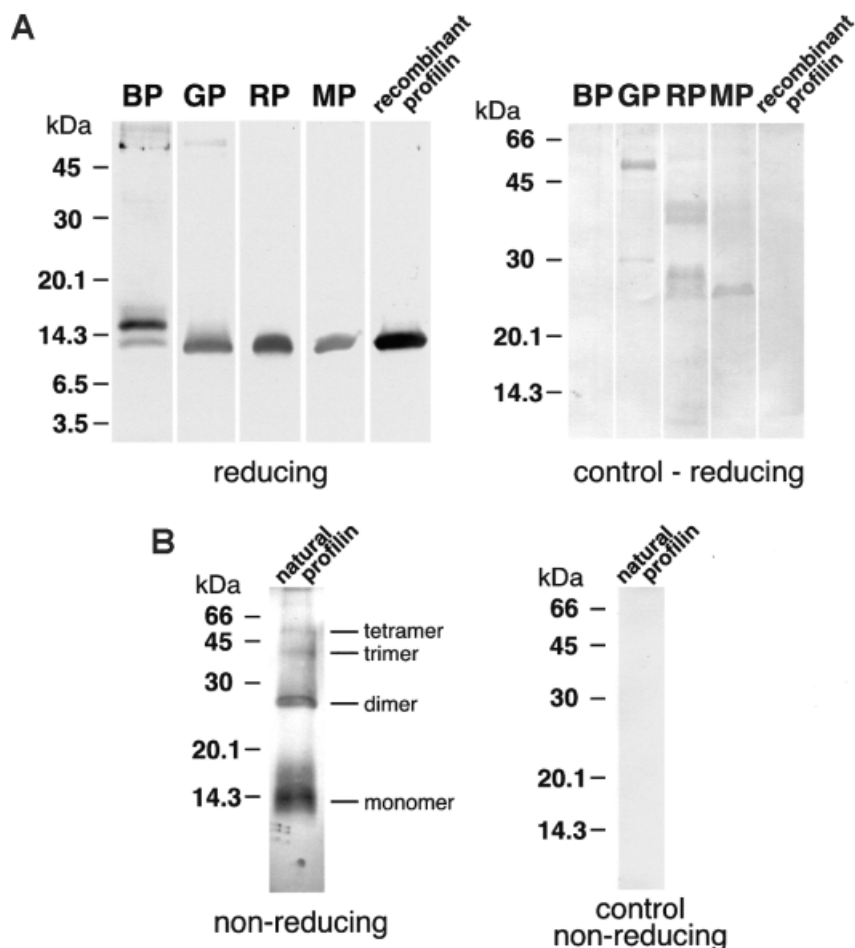 A
BP GP RP MP recombinant profilin
kDa
45
30
20.1
14.3
6.5
3.5
reducing
BP GP RP MP recombinant profilin
kDa
66
45
30
20.1
14.3
control - reducing
B
natural profilin
kDa
66
45
30
20.1
14.3
tetramer
trimer
dimer
monomer
non-reducing
natural profilin
kDa
66
45
30
20.1
14.3
control
non-reducing